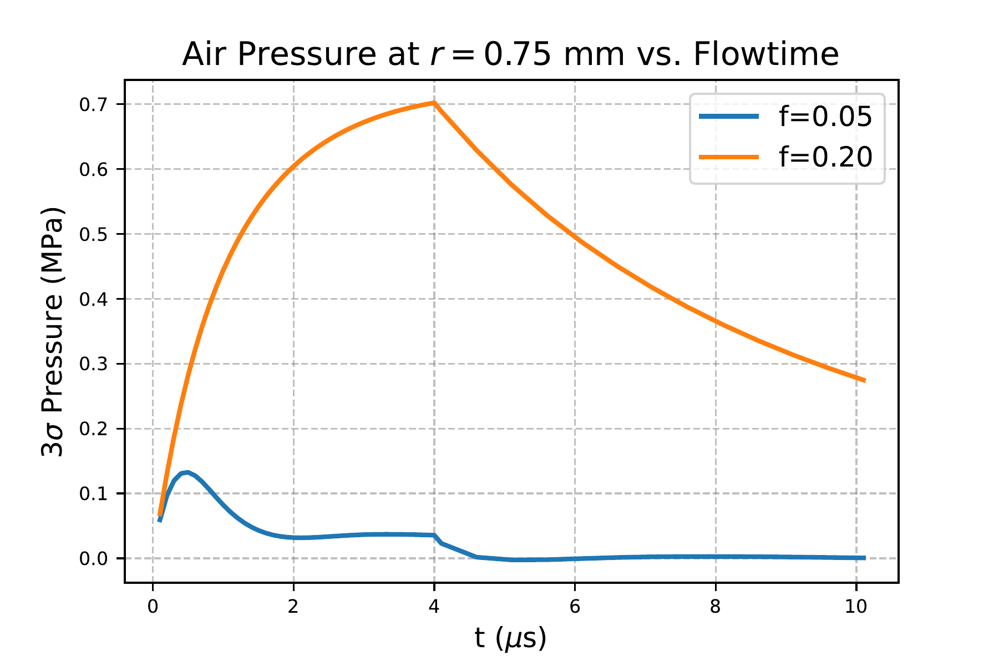 Air Pressure at r = 0.75 mm vs. Flowtime
f=0.05
f=0.20
3σ Pressure (MPa)
0.7
0.6
0.5
0.4
0.3
0.2
0.1
0.0
0 2 4 6 8 10
t (μs)